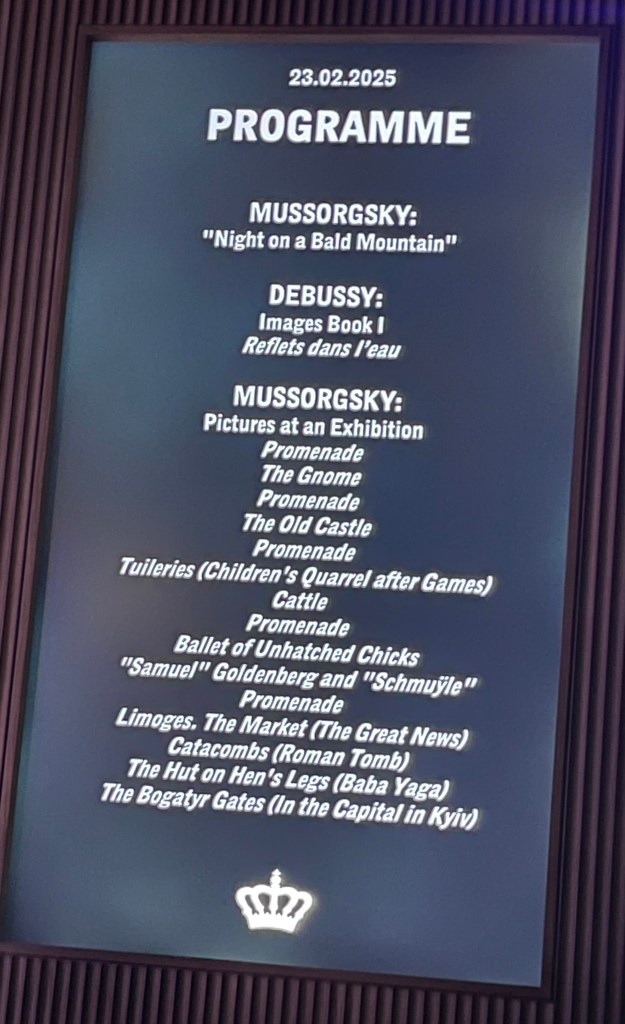 23.02.2025
PROGRAMME
MUSSORGSKY:
"Night on a Bald Mountain"
DEBUSSY:
Images Book I
Reflets dans l'eau
MUSSORGSKY:
Pictures at an Exhibition
Promenade
The Gnome
Promenade
The Old Castle
Promenade
Tuileries (Children's Quarrel after Games)
Cattle
Promenade
Ballet of Unhatched Chicks
"Samuel" Goldenberg and "Schmuÿle"
Promenade
Limoges. The Market (The Great News)
Catacombs (Roman Tomb)
The Hut on Hen's Legs (Baba Yaga)
The Bogatyr Gates (In the Capital in Kyiv)